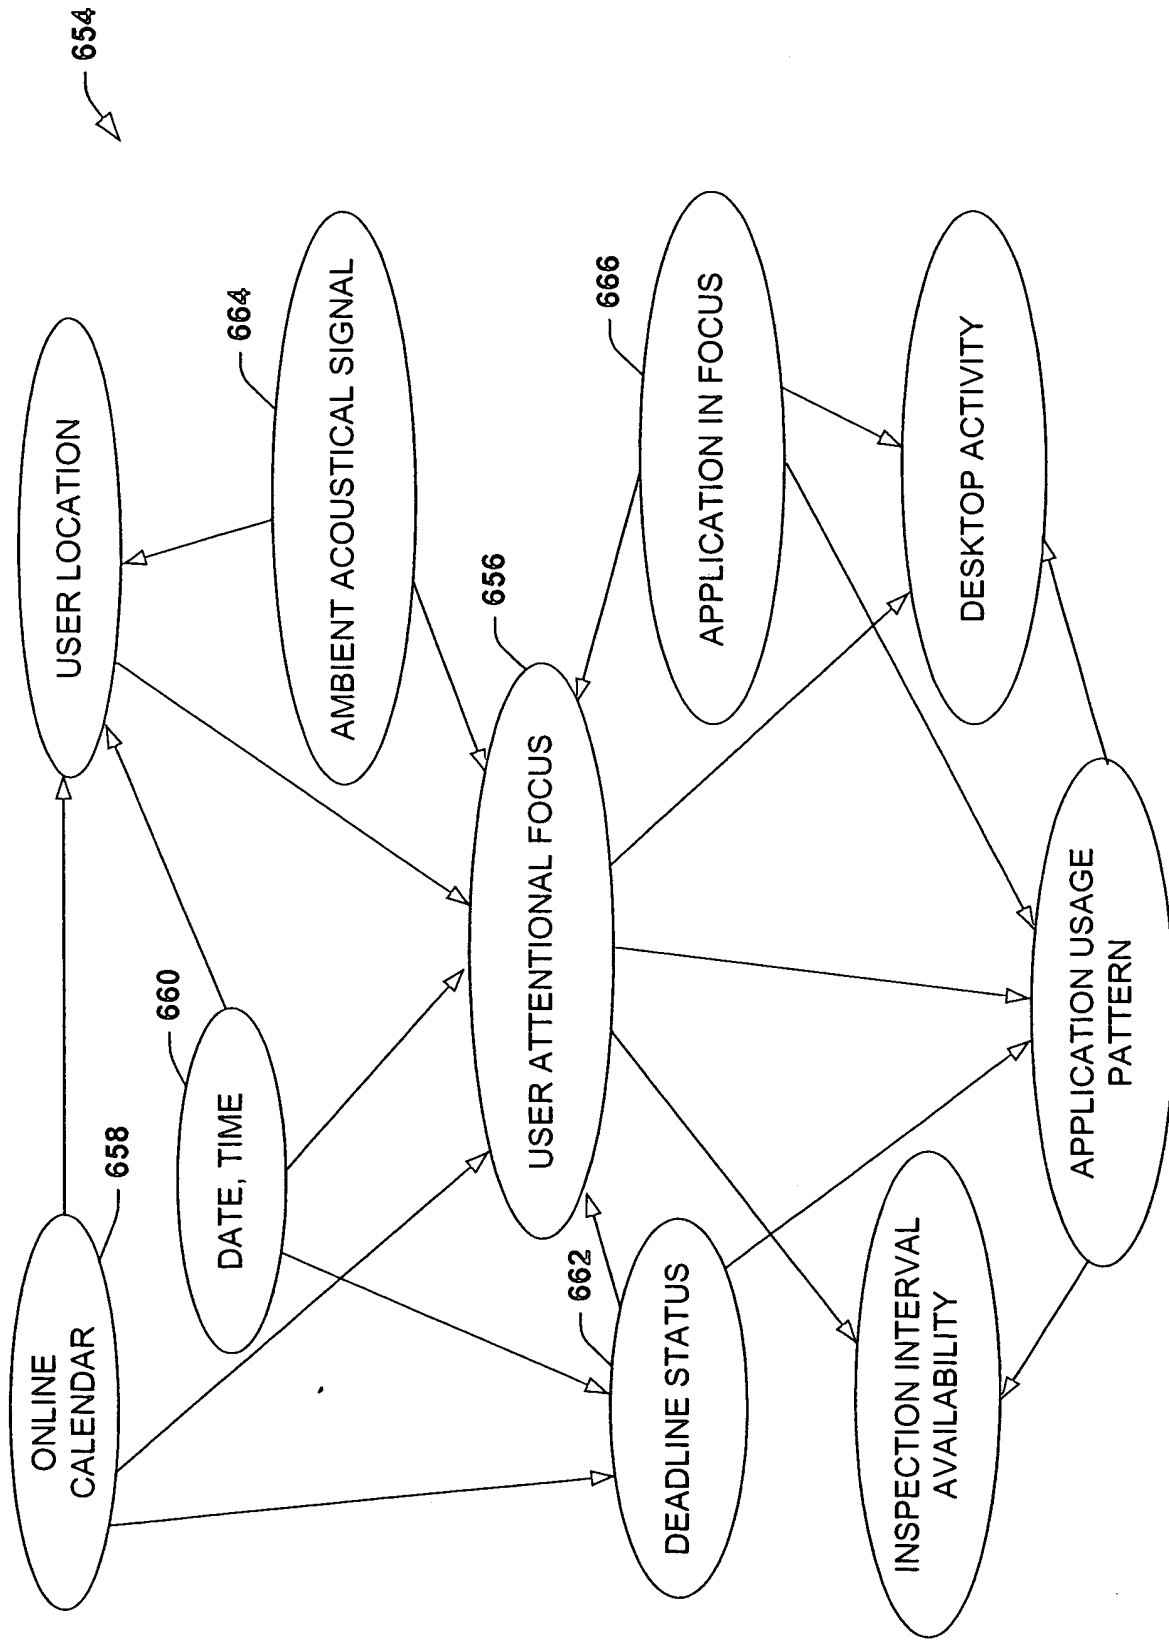 654
ONLINE
CALENDAR
658
USER LOCATION
DATE, TIME
660
AMBIENT ACOUSTICAL SIGNAL
664
USER ATTENTIONAL FOCUS
656
DEADLINE STATUS
662
APPLICATION IN FOCUS
666
INSPECTION INTERVAL
AVAILABILITY
DESKTOP ACTIVITY
APPLICATION USAGE
PATTERN